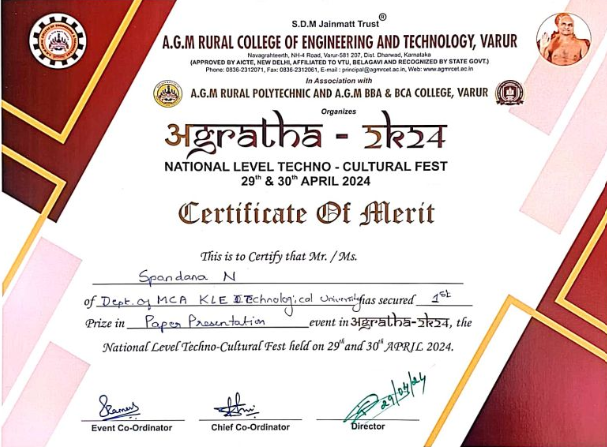 S.D.M Jainmatt Trust®
A.G.M RURAL COLLEGE OF ENGINEERING AND TECHNOLOGY, VARUR
Navagrahteerth, NH-4 Road, Varur-581 207, Dist. Dharwad, Karnataka
(APPROVED BY AICTE, NEW DELHI, AFFILIATED TO VTU, BELAGAVI AND RECOGNIZED BY STATE GOVT.)
Phone: 0836-2312071, Fax: 0836-2312061, E-mail : principal@agmrcet.ac.in, Web: www.agmrcet.ac.in
In Association with
A.G.M RURAL POLYTECHNIC AND A.G.M BBA & BCA COLLEGE, VARUR
Organizes
agratha - 2k24
NATIONAL LEVEL TECHNO - CULTURAL FEST
29th & 30th APRIL 2024
Certificate Of Merit
This is to Certify that Mr. / Ms.
Spandana N
of Dept. of MCA KLE Technological University has secured 1st
Prize in Paper Presentation event in agratha-2k24, the
National Level Techno-Cultural Fest held on 29th and 30th APRIL 2024.
29/04/24
Event Co-Ordinator Chief Co-Ordinator Director